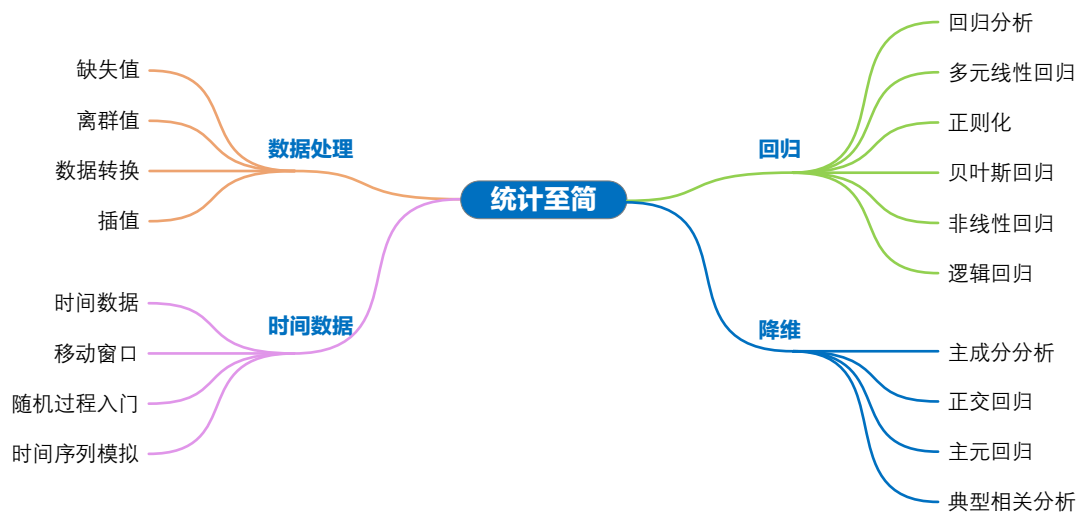 统计至简
数据处理
缺失值
离群值
数据转换
插值
时间数据
时间数据
移动窗口
随机过程入门
时间序列模拟
回归
回归分析
多元线性回归
正则化
贝叶斯回归
非线性回归
逻辑回归
降维
主成分分析
正交回归
主元回归
典型相关分析